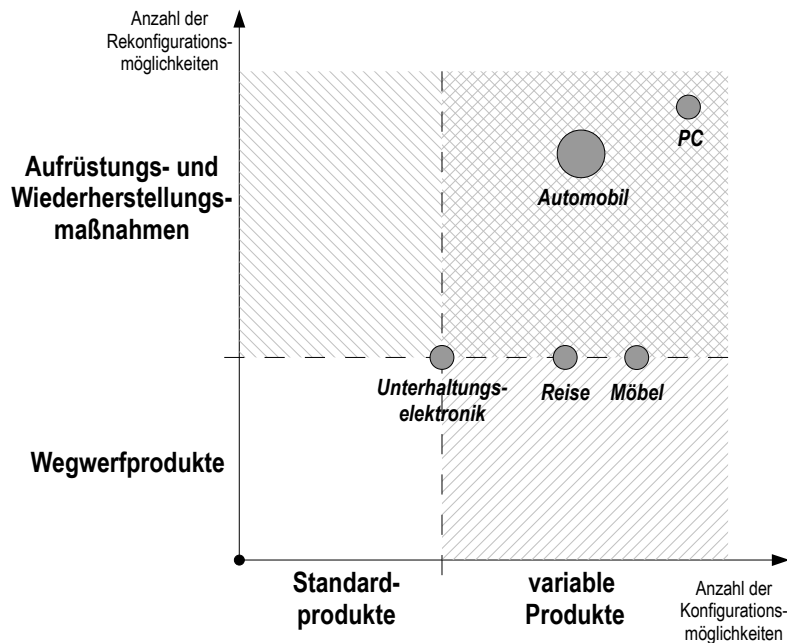 Anzahl der
Rekonfigurations-
möglichkeiten
Aufrüstungs- und
Wiederherstellungs-
maßnahmen
PC
Automobil
Unterhaltungs-
elektronik
Reise
Möbel
Wegwerfprodukte
Standard-
produkte
variable
Produkte
Anzahl der
Konfigurations-
möglichkeiten